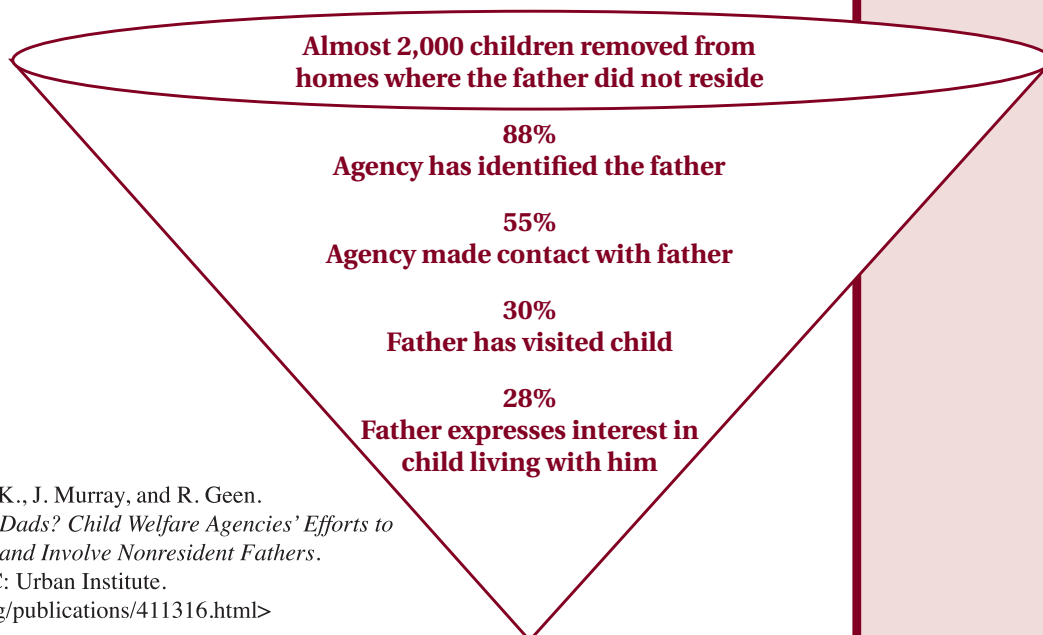 Almost 2,000 children removed from
homes where the father did not reside
88%
Agency has identified the father
55%
Agency made contact with father
30%
Father has visited child
28%
Father expresses interest in
child living with him
K., J. Murray, and R. Geen.
Dads? Child Welfare Agencies’ Efforts to
and Involve Nonresident Fathers.
: Urban Institute.
/publications/411316.html>